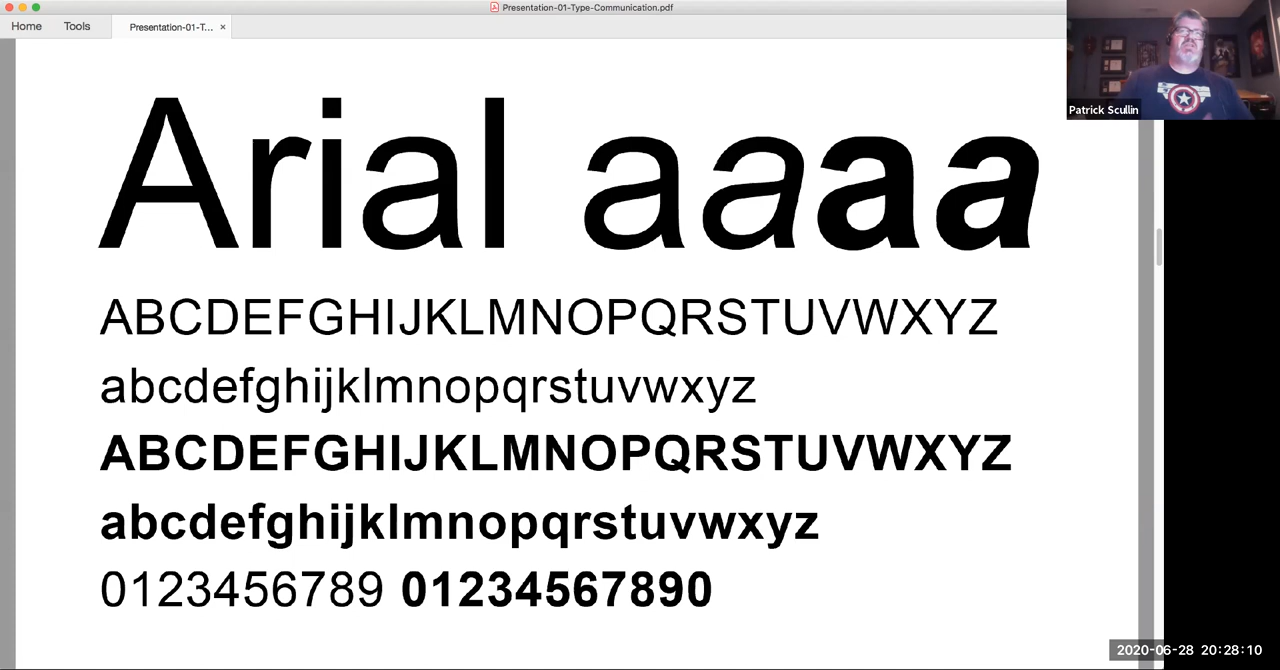 Presentation-01-Type-Communication.pdf
Home Tools Presentation-01-T... ×
Patrick Scullin
Arial aaaa
ABCDEFGHIJKLMNOPQRSTUVWXYZ
abcdefghijklmnopqrstuvwxyz
ABCDEFGHIJKLMNOPQRSTUVWXYZ
abcdefghijklmnopqrstuvwxyz
0123456789 01234567890
2020-06-28 20:28:10